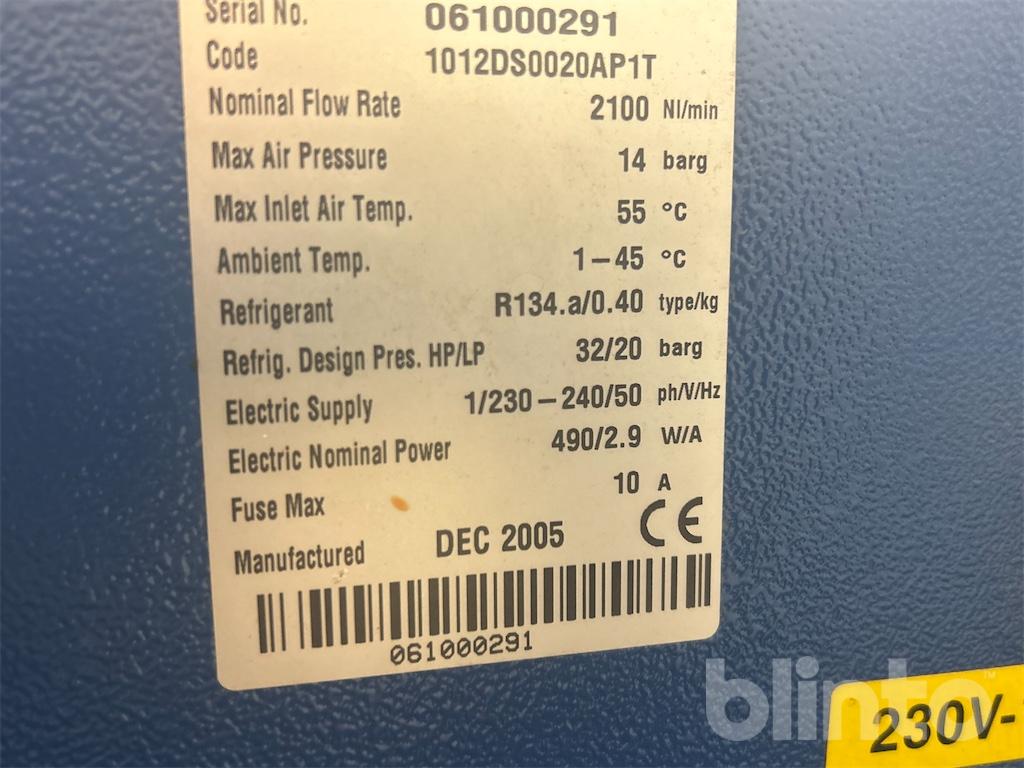 Serial No. 061000291
Code 1012DS0020AP1T
Nominal Flow Rate 2100 Nl/min
Max Air Pressure 14 barg
Max Inlet Air Temp. 55 °C
Ambient Temp. 1–45 °C
Refrigerant R134.a/0.40 type/kg
Refrig. Design Pres. HP/LP 32/20 barg
Electric Supply 1/230–240/50 ph/V/Hz
Electric Nominal Power 490/2.9 W/A
Fuse Max 10 A
Manufactured DEC 2005 CE
061000291
blinto™
230V-